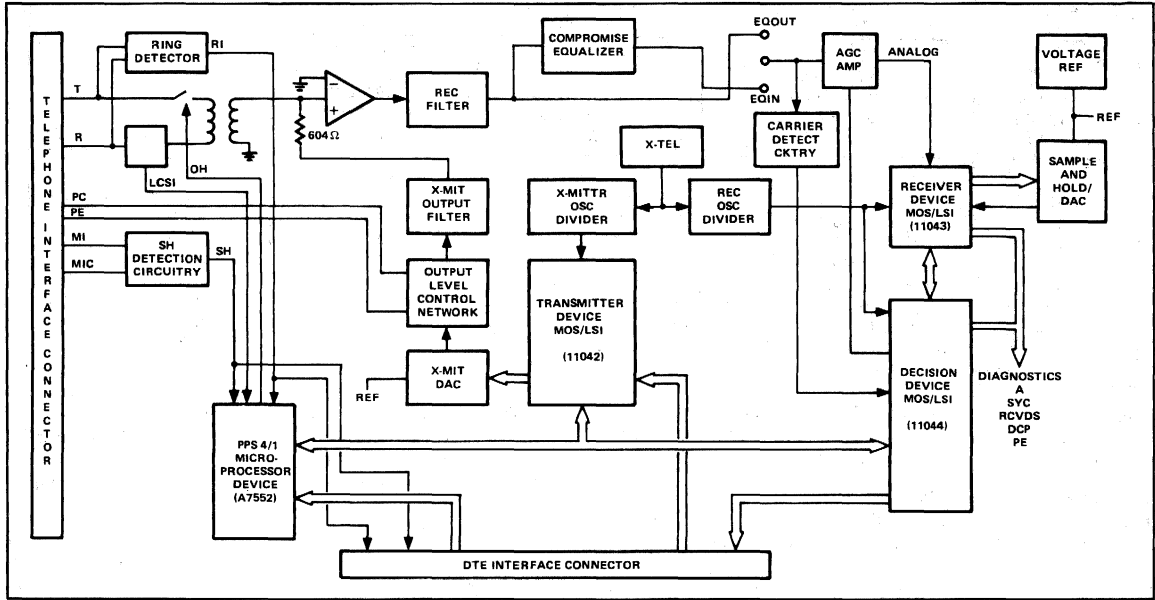 TELEPHONE INTERFACE CONNECTOR
T
R
PC
PE
MI
MIC
RING
DETECTOR
RI
LCSI
OH
SH
DETECTION
CIRCUITRY
SH
−
+
604Ω
REC
FILTER
COMPROMISE
EQUALIZER
EQOUT
EQIN
AGC
AMP
ANALOG
VOLTAGE
REF
REF
CARRIER
DETECT
CKTRY
X-TEL
X-MIT
OUTPUT
FILTER
X-MITTR
OSC
DIVIDER
REC
OSC
DIVIDER
RECEIVER
DEVICE
MOS/LSI
(11043)
SAMPLE
AND
HOLD/
DAC
OUTPUT
LEVEL
CONTROL
NETWORK
TRANSMITTER
DEVICE
MOS/LSI
(11042)
X-MIT
DAC
REF
DECISION
DEVICE
MOS/LSI
(11044)
DIAGNOSTICS
A
SYC
RCVDS
DCP
PE
PPS 4/1
MICRO-
PROCESSOR
DEVICE
(A7552)
DTE INTERFACE CONNECTOR